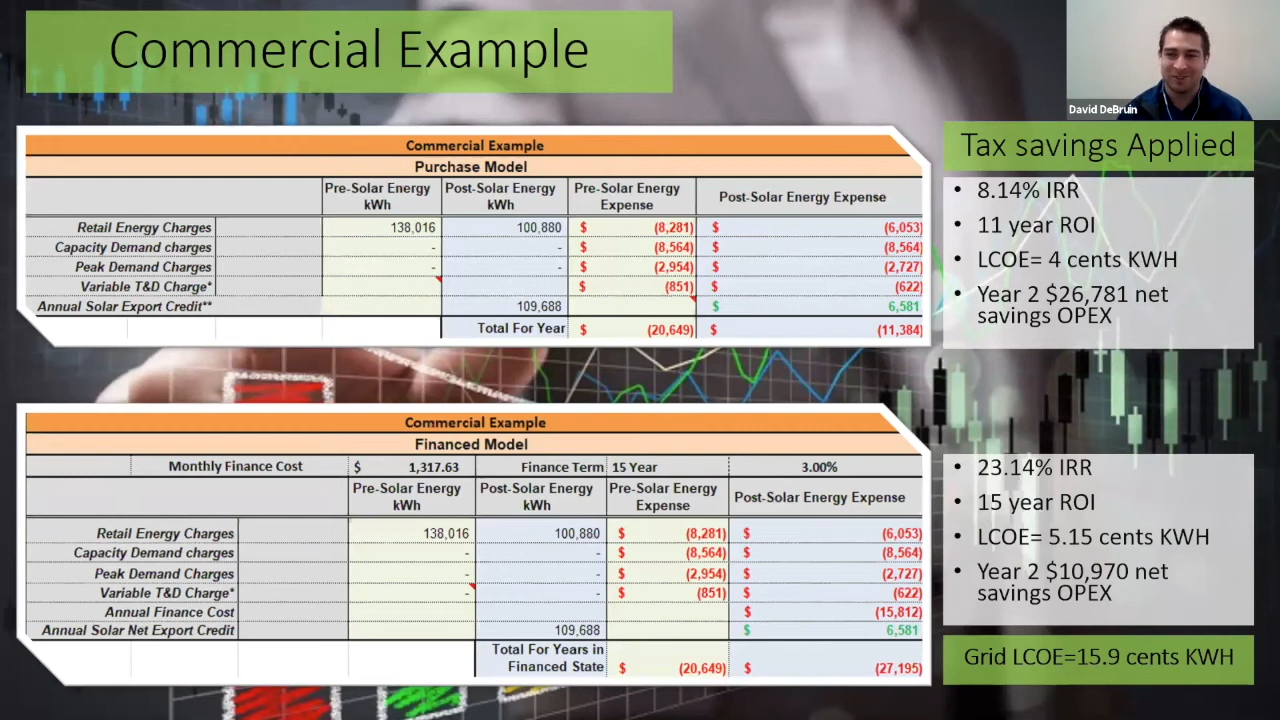 Commercial Example
David DeBruin
Commercial Example
Purchase Model
Pre-Solar Energy kWh Post-Solar Energy kWh Pre-Solar Energy Expense Post-Solar Energy Expense
Retail Energy Charges 138,016 100,880 $ (8,281) $ (6,053)
Capacity Demand charges - - $ (8,564) $ (8,564)
Peak Demand Charges - - $ (2,954) $ (2,727)
Variable T&D Charge* - - $ (851) $ (622)
Annual Solar Export Credit** 109,688 $ 6,581
Total For Year $ (20,649) $ (11,384)
Tax savings Applied
• 8.14% IRR
• 11 year ROI
• LCOE= 4 cents KWH
• Year 2 $26,781 net
savings OPEX
Commercial Example
Financed Model
Monthly Finance Cost $ 1,317.63 Finance Term 15 Year 3.00%
Pre-Solar Energy kWh Post-Solar Energy kWh Pre-Solar Energy Expense Post-Solar Energy Expense
Retail Energy Charges 138,016 100,880 $ (8,281) $ (6,053)
Capacity Demand charges - - $ (8,564) $ (8,564)
Peak Demand Charges - - $ (2,954) $ (2,727)
Variable T&D Charge* - - $ (851) $ (622)
Annual Finance Cost $ (15,812)
Annual Solar Net Export Credit 109,688 $ 6,581
Total For Years in
Financed State $ (20,649) $ (27,195)
• 23.14% IRR
• 15 year ROI
• LCOE= 5.15 cents KWH
• Year 2 $10,970 net
savings OPEX
Grid LCOE=15.9 cents KWH